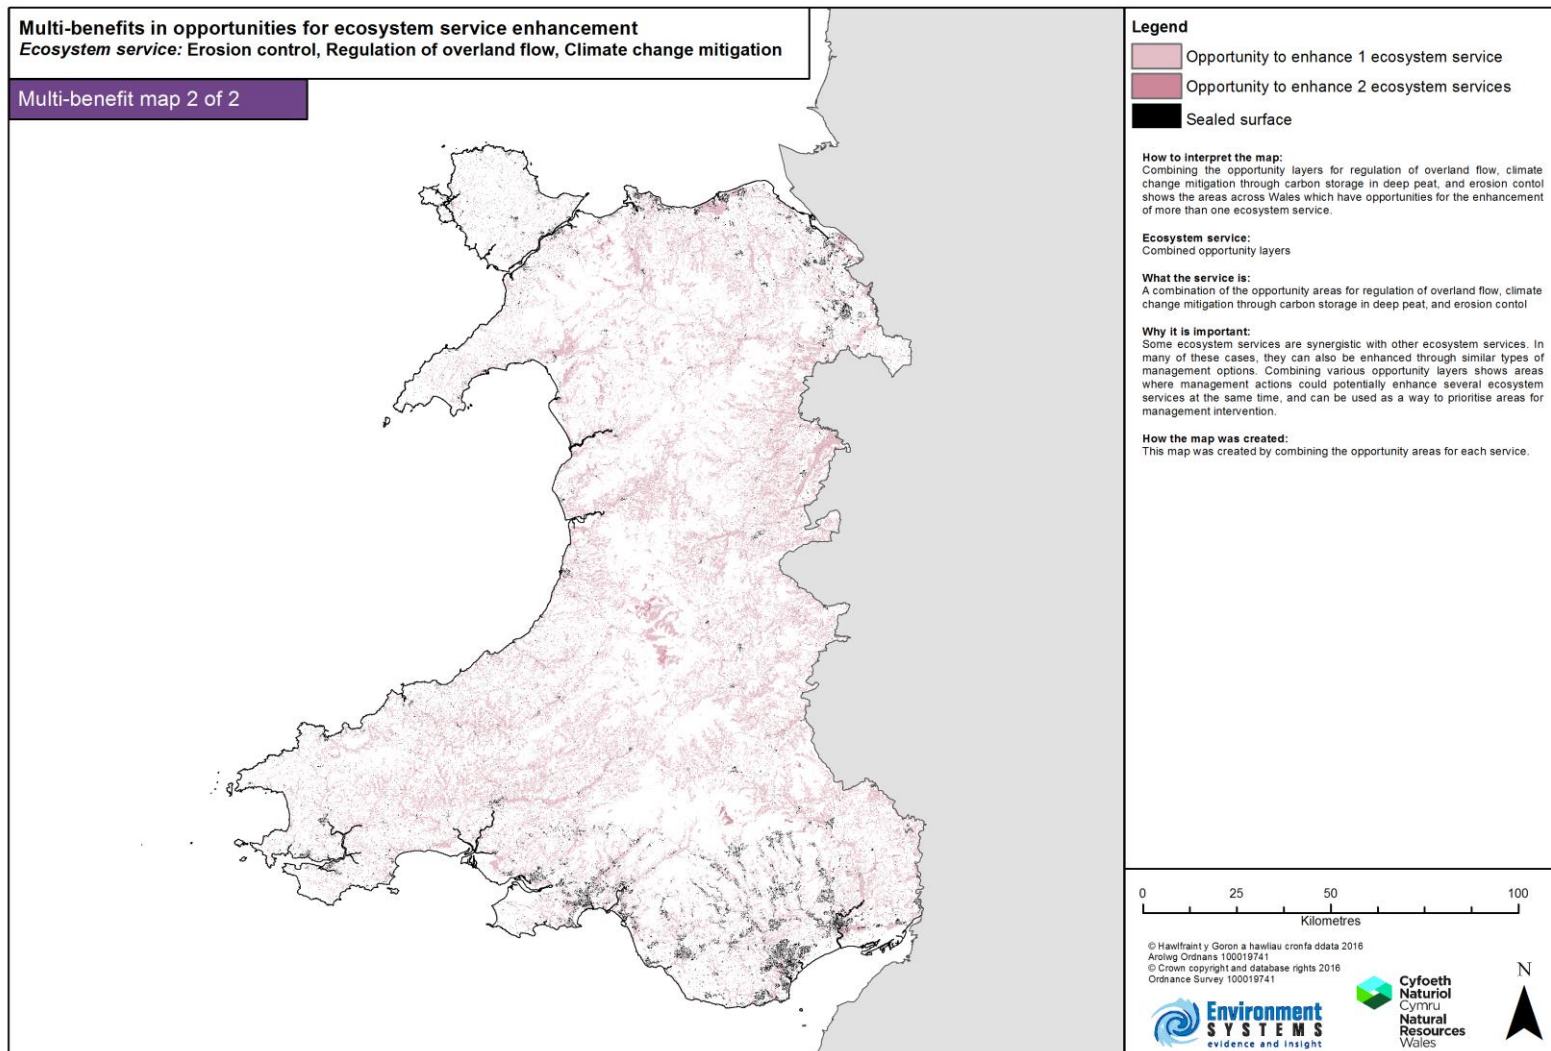 Multi-benefits in opportunities for ecosystem service enhancement
Ecosystem service: Erosion control, Regulation of overland flow, Climate change mitigation
Multi-benefit map 2 of 2
Legend
Opportunity to enhance 1 ecosystem service
Opportunity to enhance 2 ecosystem services
Sealed surface
How to interpret the map:
Combining the opportunity layers for regulation of overland flow, climate
change mitigation through carbon storage in deep peat, and erosion contol
shows the areas across Wales which have opportunities for the enhancement
of more than one ecosystem service.
Ecosystem service:
Combined opportunity layers
What the service is:
A combination of the opportunity areas for regulation of overland flow, climate
change mitigation through carbon storage in deep peat, and erosion contol
Why it is important:
Some ecosystem services are synergistic with other ecosystem services. In
many of these cases, they can also be enhanced through similar types of
management options. Combining various opportunity layers shows areas
where management actions could potentially enhance several ecosystem
services at the same time, and can be used as a way to prioritise areas for
management intervention.
How the map was created:
This map was created by combining the opportunity areas for each service.
0 25 50 100
Kilometres
© Hawlfraint y Goron a hawliau cronfa ddata 2016
Arolwg Ordnans 100019741
© Crown copyright and database rights 2016
Ordnance Survey 100019741
Environment
SYSTEMS
evidence and insight
Cyfoeth
Naturiol
Cymru
Natural
Resources
Wales
N